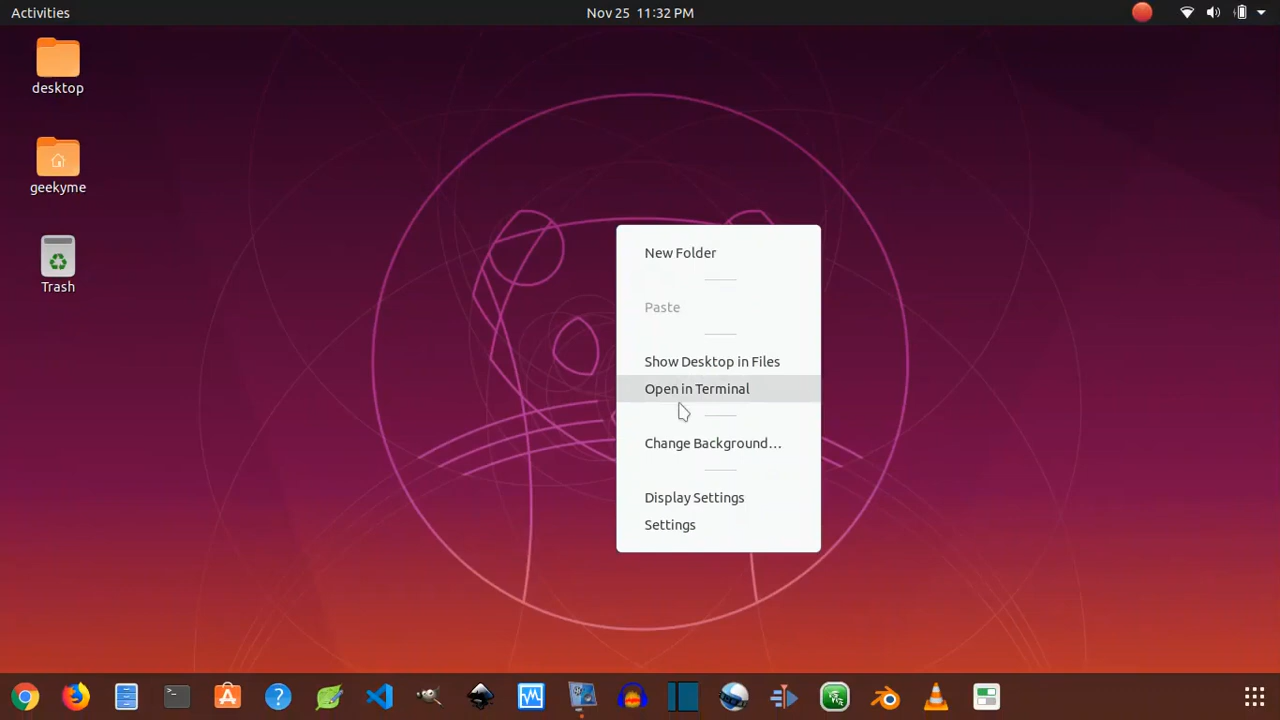 Activities
Nov 25 11:32 PM
desktop
geekyme
Trash
New Folder
Paste
Show Desktop in Files
Open in Terminal
Change Background…
Display Settings
Settings